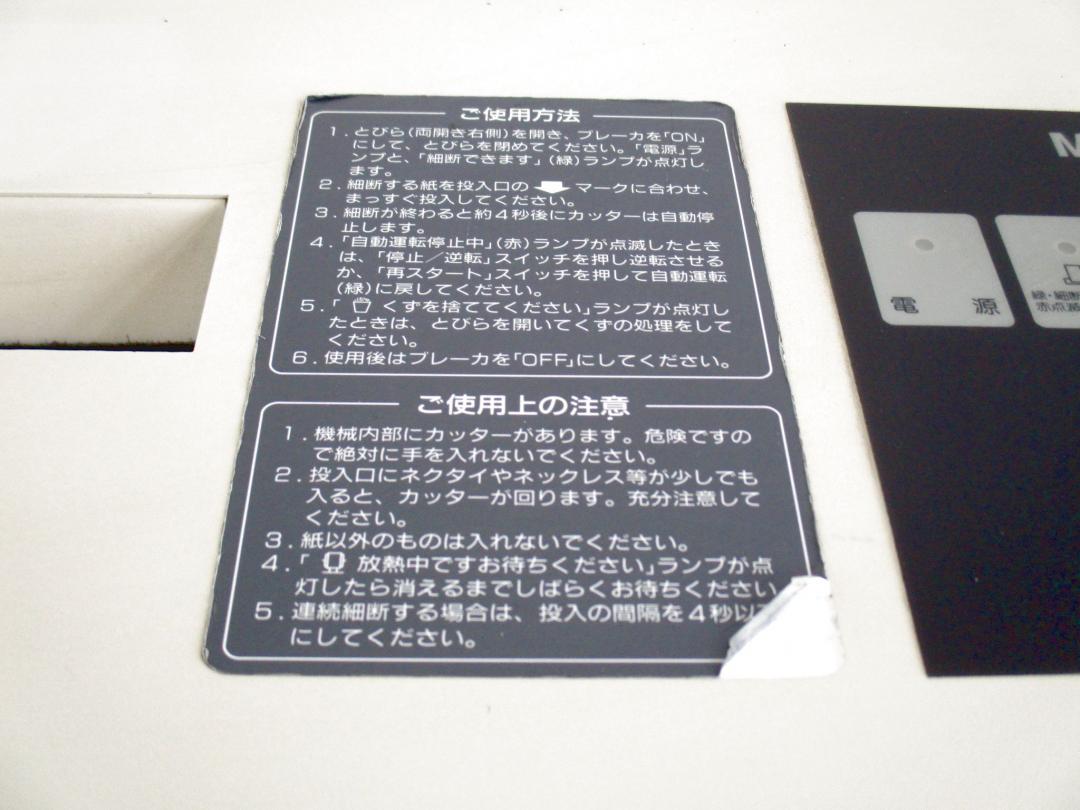 ご使用方法
1.とびら(両開き右側)を開き、ブレーカを「ON」
にして、とびらを閉めてください。「電源」ラ
ンプと、「細断できます」(緑)ランプが点灯し
ます。
2.細断する紙を投入口の マークに合わせ、
まっすぐ投入してください。
3.細断が終わると約4秒後にカッターは自動停
止します。
4.「自動運転停止中」(赤)ランプが点滅したとき
は、「停止/逆転」スイッチを押し逆転させる
か、「再スタート」スイッチを押して自動運転
(緑)に戻してください。
5.「 くずを捨ててください」ランプが点灯し
たときは、とびらを開いてくずの処理をして
ください。
6.使用後はブレーカを「OFF」にしてください。
ご使用上の注意
1.機械内部にカッターがあります。危険ですの
で絶対に手を入れないでください。
2.投入口にネクタイやネックレス等が少しでも
入ると、カッターが回ります。充分注意して
ください。
3.紙以外のものは入れないでください。
4.「 放熱中ですお待ちください」ランプが点
灯したら消えるまでしばらくお待ちください
5.連続細断する場合は、投入の間隔を4秒以
にしてください。
M
電源
緑・細断
赤点滅